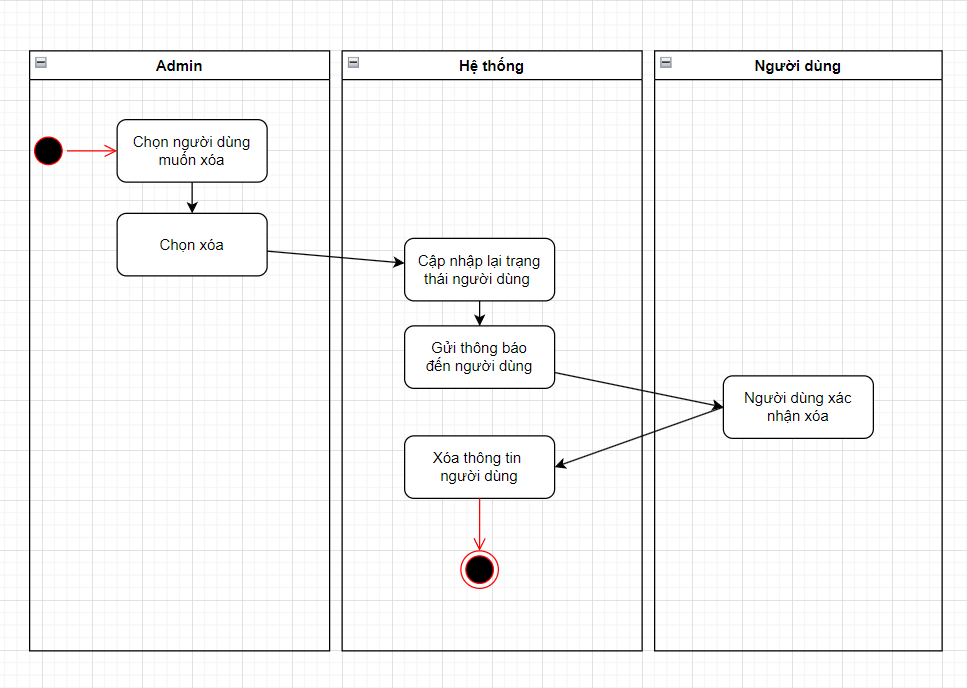 Admin
Hệ thống
Người dùng
Chọn người dùng
muốn xóa
Chọn xóa
Cập nhập lại trạng
thái người dùng
Gửi thông báo
đến người dùng
Người dùng xác
nhận xóa
Xóa thông tin
người dùng